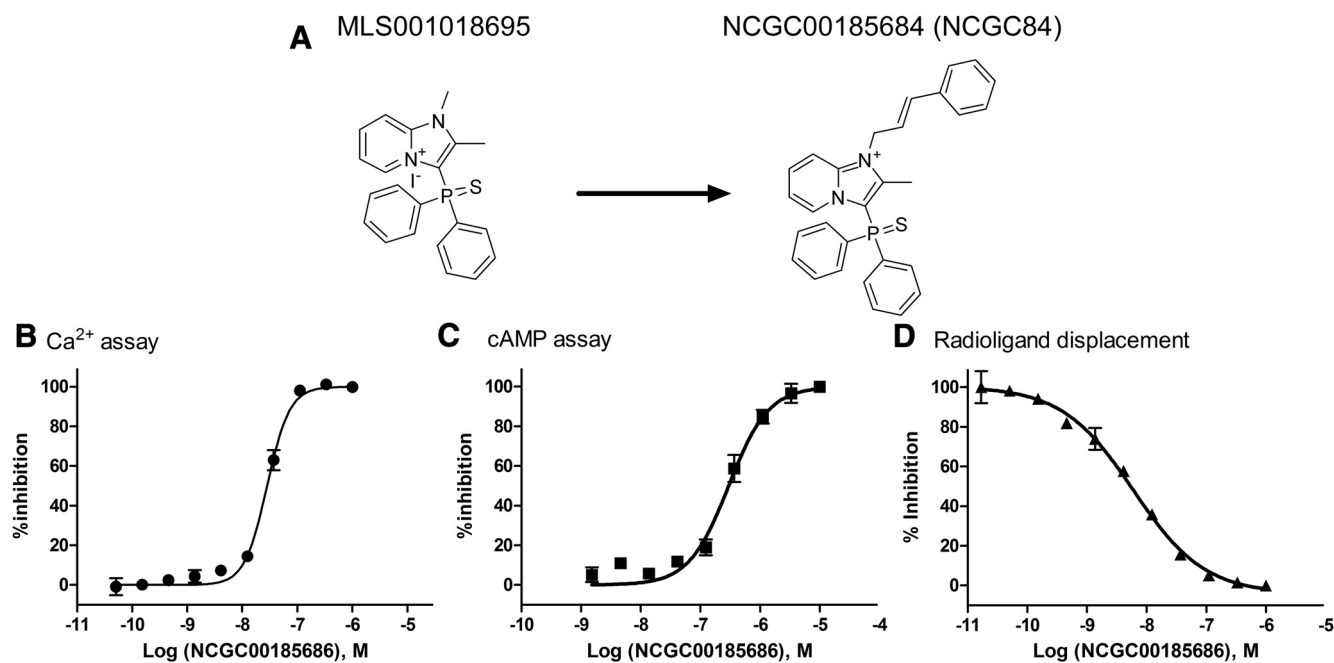 A MLS001018695 NCGC00185684 (NCGC84)
N
N+
I-
P S
N+
N
P S
B Ca2+ assay
%inhibition
100
80
60
40
20
0
-11 -10 -9 -8 -7 -6 -5
Log (NCGC00185686), M
C cAMP assay
%inhibition
100
80
60
40
20
0
-10 -9 -8 -7 -6 -5 -4
Log (NCGC00185686), M
D Radioligand displacement
% Inhibition
100
80
60
40
20
0
-11 -10 -9 -8 -7 -6 -5
Log (NCGC00185686), M